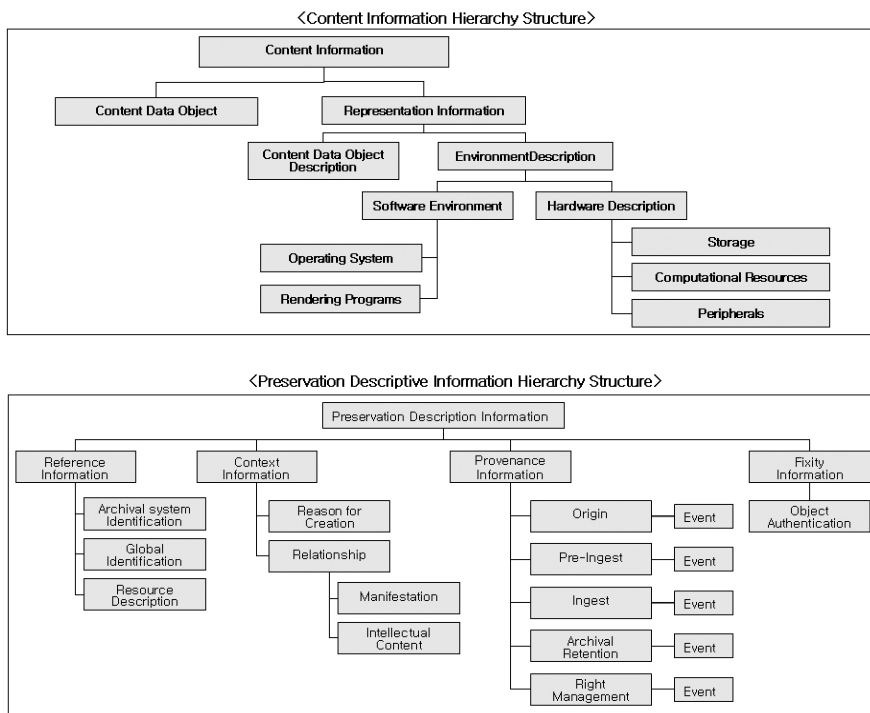 <Content Information Hierarchy Structure>
Content Information
Content Data Object
Representation Information
Content Data Object
Description
EnvironmentDescription
Software Environment
Hardware Description
Operating System
Rendering Programs
Storage
Computational Resources
Peripherals
<Preservation Descriptive Information Hierarchy Structure>
Preservation Description Information
Reference
Information
Archival system
Identification
Global
Identification
Resource
Description
Context
Information
Reason for
Creation
Relationship
Manifestation
Intellectual
Content
Provenance
Information
Origin
Event
Pre-Ingest
Event
Ingest
Event
Archival
Retention
Event
Right
Management
Event
Fixity
Information
Object
Authentication